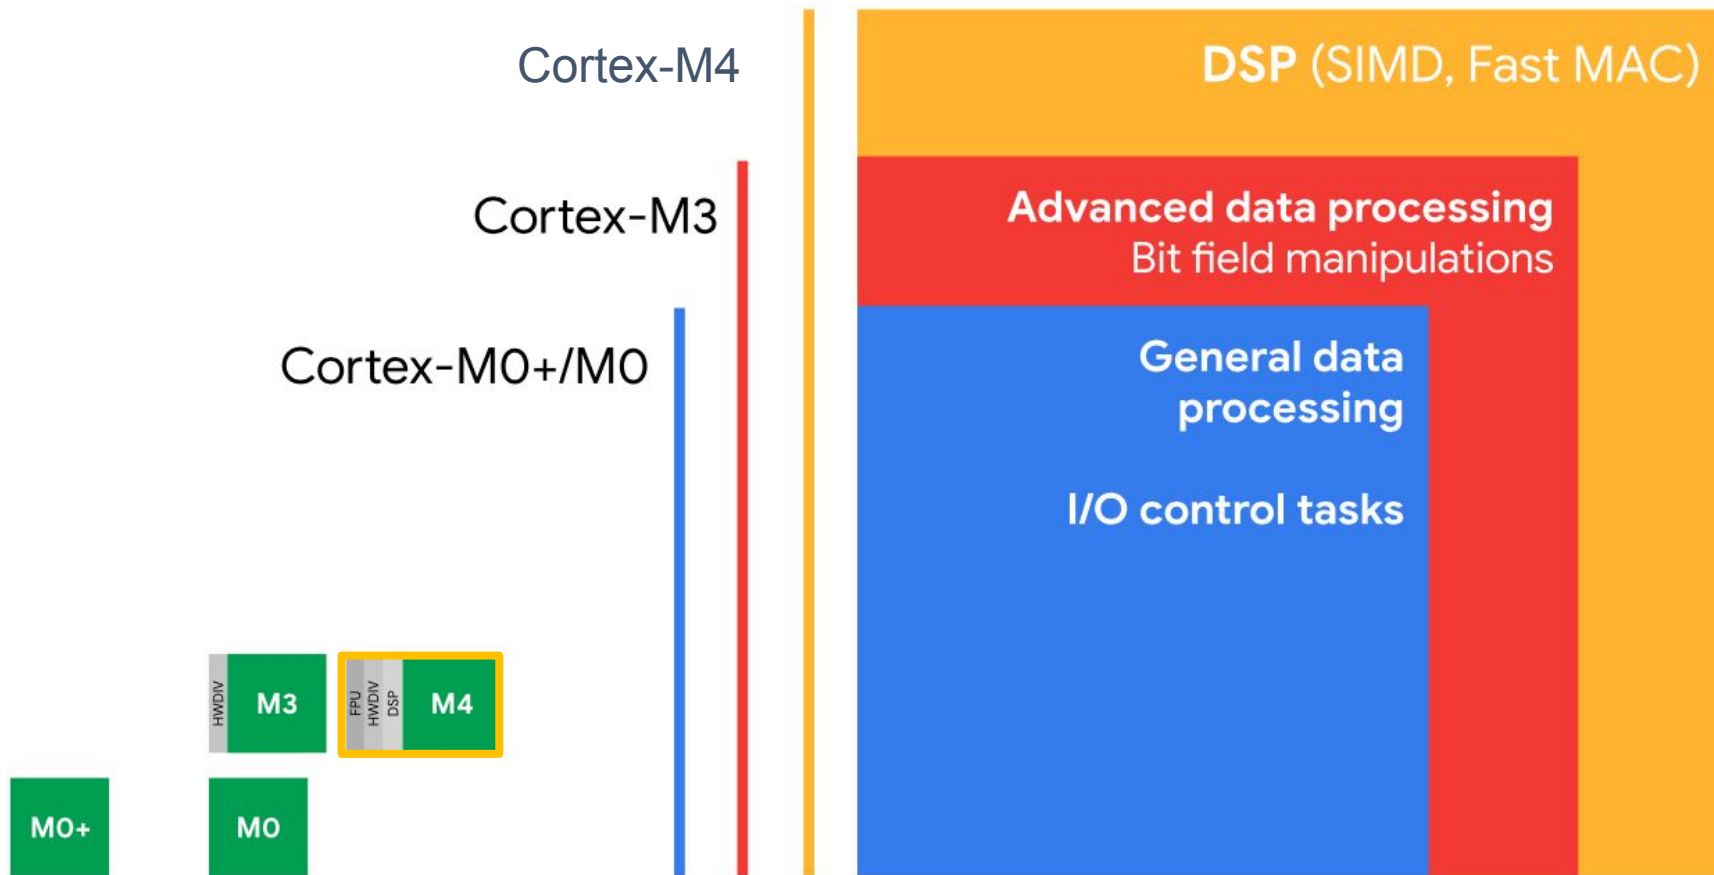 Cortex-M4
DSP (SIMD, Fast MAC)
Cortex-M3
Advanced data processing
Bit field manipulations
Cortex-M0+/M0
General data
processing
I/O control tasks
HWDIV
M3
FPU
HWDIV
DSP
M4
M0+
M0